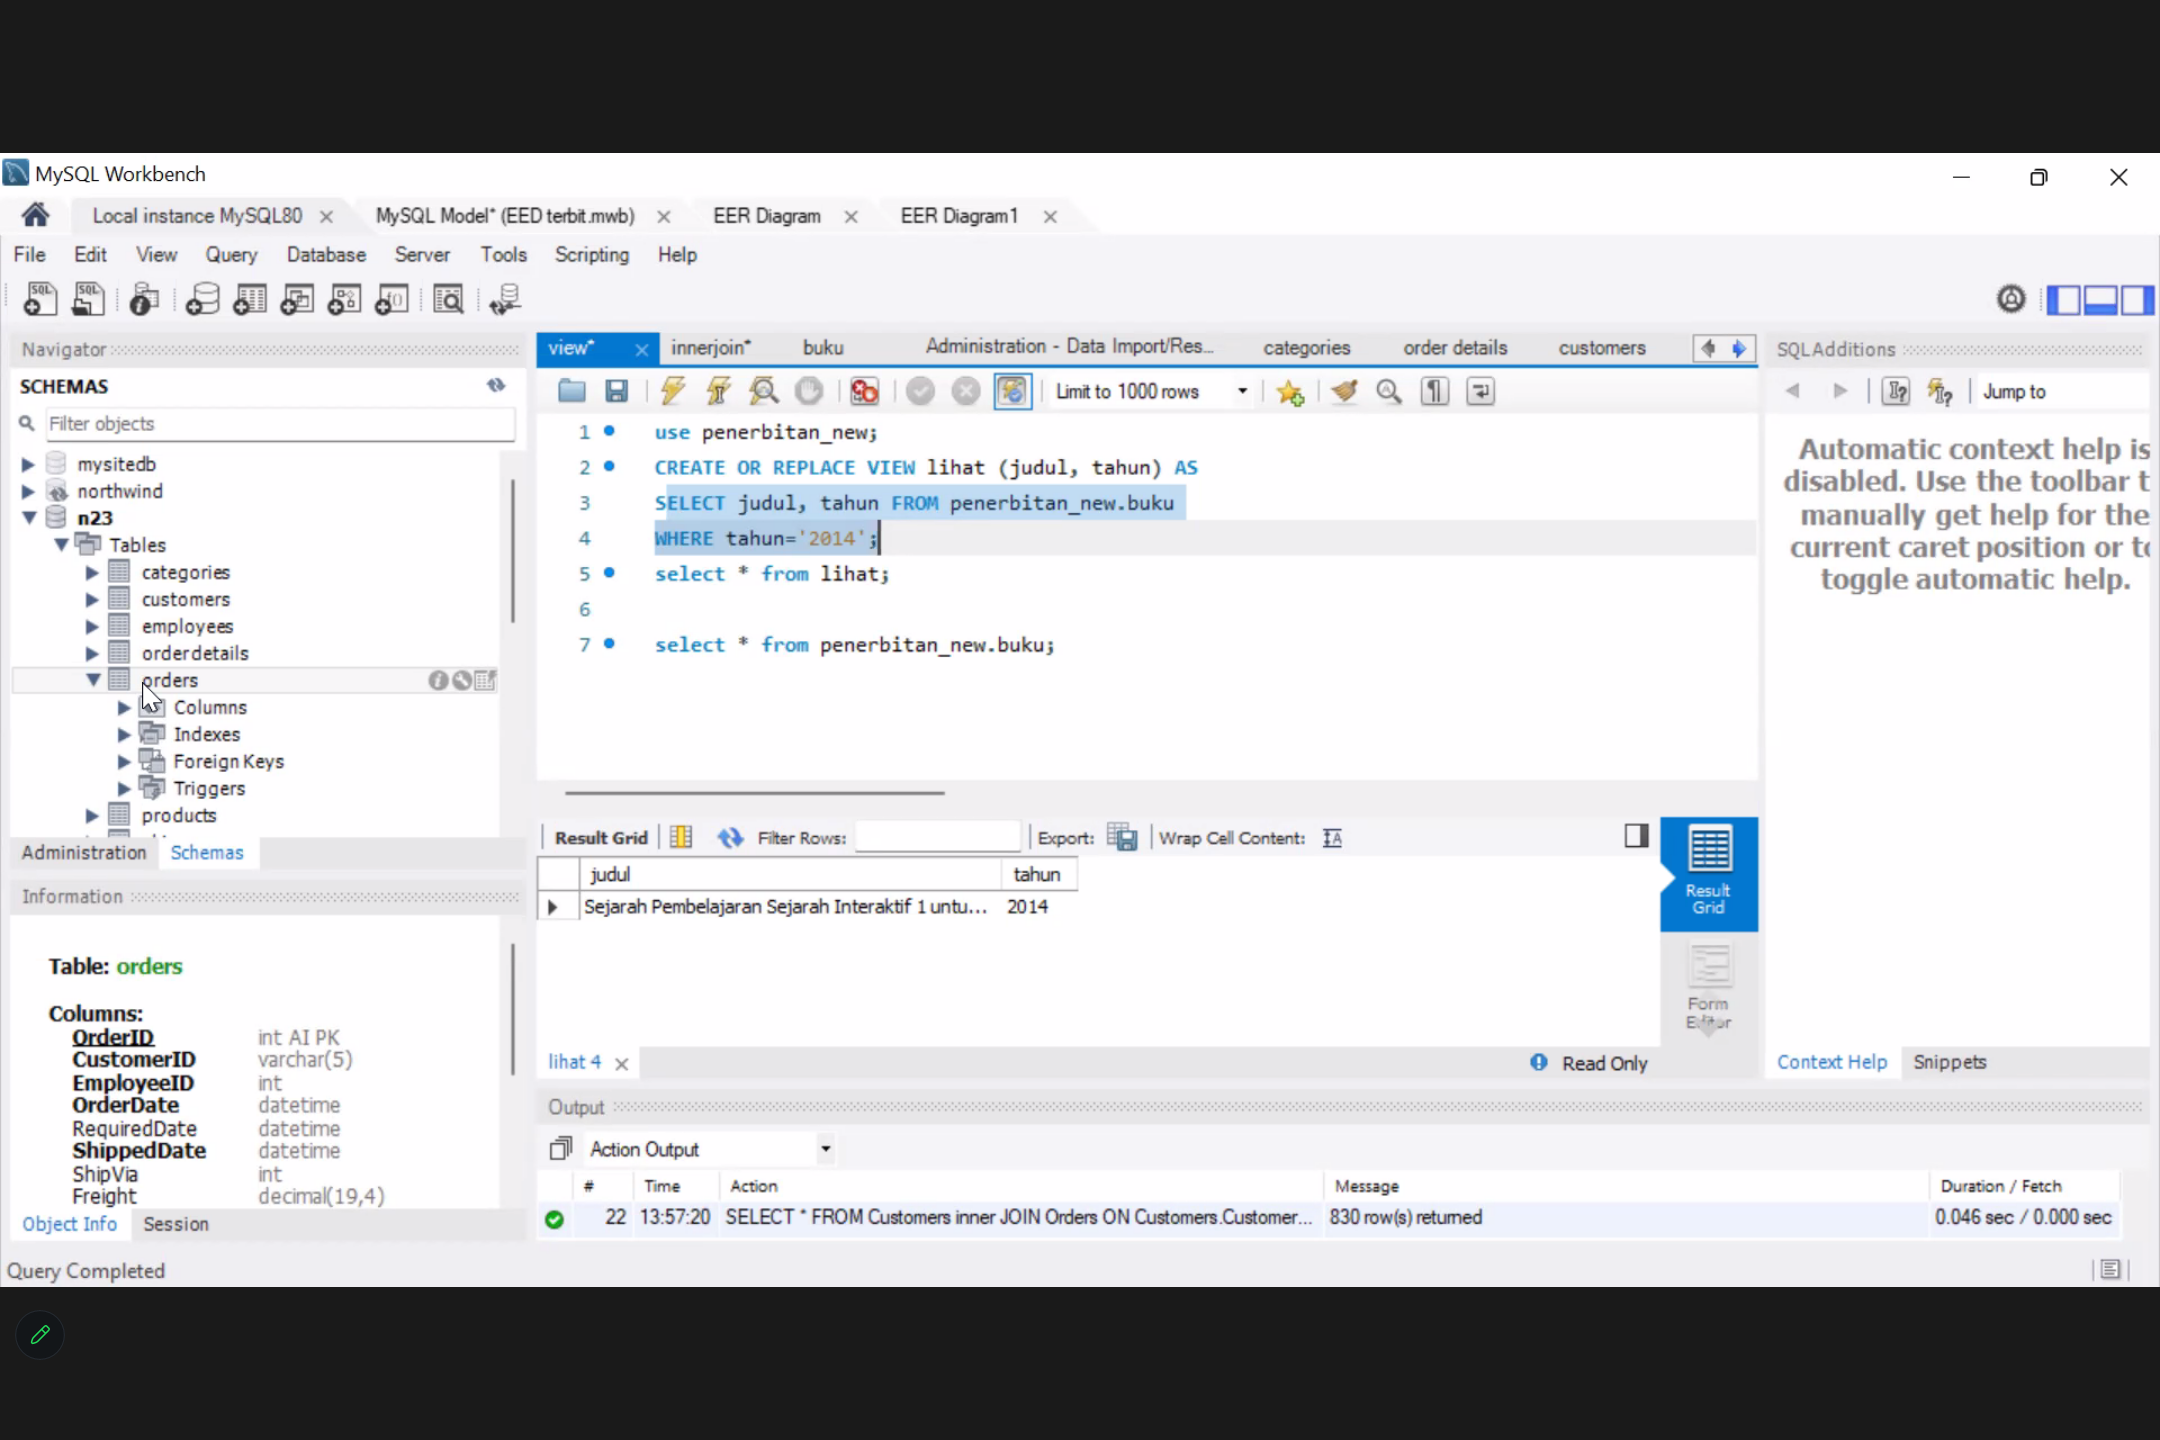 MySQL Workbench
Local instance MySQL80
MySQL Model* (EED terbit.mwb)
EER Diagram
EER Diagram1
File Edit View Query Database Server Tools Scripting Help
Navigator
SCHEMAS
Filter objects
mysitedb
northwind
n23
Tables
categories
customers
employees
orderdetails
orders
Columns
Indexes
Foreign Keys
Triggers
products
Administration Schemas
Information
Table: orders
Columns:
OrderID int AI PK
CustomerID varchar(5)
EmployeeID int
OrderDate datetime
RequiredDate datetime
ShippedDate datetime
ShipVia int
Freight decimal(19,4)
Object Info Session
Query Completed
view* innerjoin* buku Administration - Data Import/Res... categories order details customers
Limit to 1000 rows
1 use penerbitan_new;
2 CREATE OR REPLACE VIEW lihat (judul, tahun) AS
3 SELECT judul, tahun FROM penerbitan_new.buku
4 WHERE tahun='2014';
5 select * from lihat;
6
7 select * from penerbitan_new.buku;
Result Grid Filter Rows: Export: Wrap Cell Content:
judul tahun
Sejarah Pembelajaran Sejarah Interaktif 1 untu... 2014
Result
Grid
Form
Editor
lihat 4
Read Only
SQLAdditions
Jump to
Automatic context help is
disabled. Use the toolbar t
manually get help for the
current caret position or to
toggle automatic help.
Context Help Snippets
Output
Action Output
# Time Action Message Duration / Fetch
22 13:57:20 SELECT * FROM Customers inner JOIN Orders ON Customers.Customer... 830 row(s) returned 0.046 sec / 0.000 sec